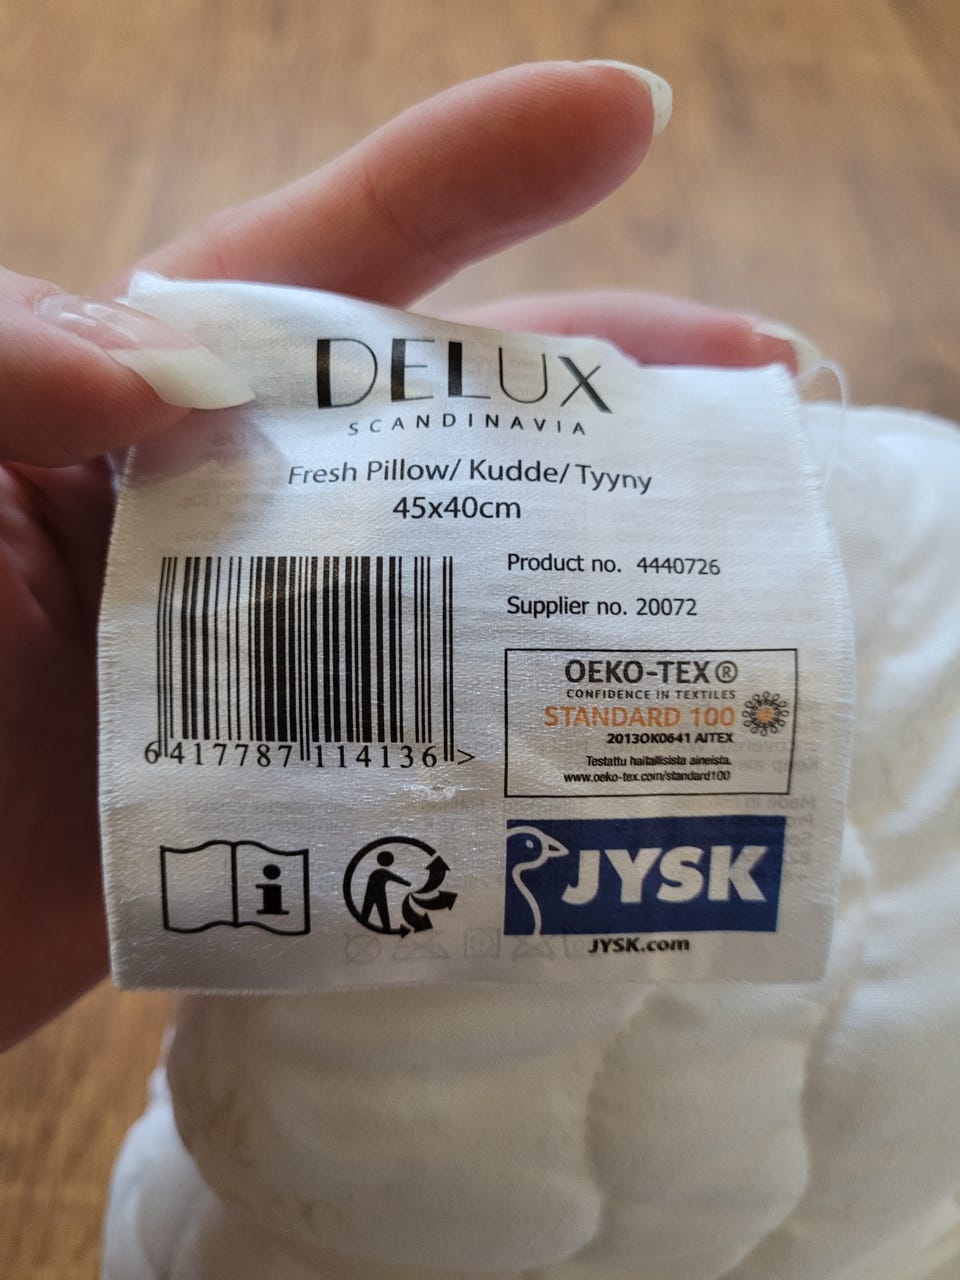 DELUX
SCANDINAVIA
Fresh Pillow/ Kudde/ Tyyny
45x40cm
Product no. 4440726
Supplier no. 20072
6 417787 114136 >
OEKO-TEX®
CONFIDENCE IN TEXTILES
STANDARD 100
2013OK0641 AITEX
Testattu haitallisista aineista.
www.oeko-tex.com/standard100
i
JYSK
JYSK.com